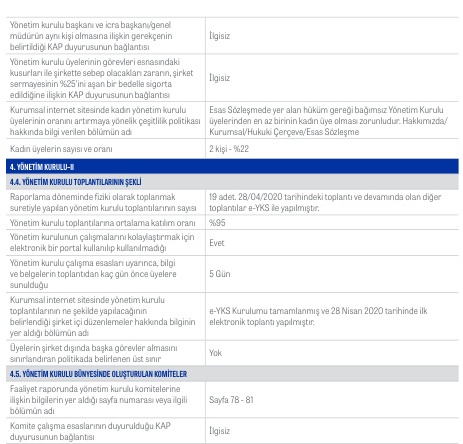 Yönetim kurulu başkanı ve icra başkanı/genel
müdürün aynı kişi olmasına ilişkin gerekçenin
belirtildiği KAP duyurusunun bağlantısı
İlgisiz
Yönetim kurulu üyelerinin görevleri esnasındaki
kusurları ile şirkette sebep olacakları zararın, şirket
sermayesinin %25'ini aşan bir bedelle sigorta
edildiğine ilişkin KAP duyurusunun bağlantısı
İlgisiz
Kurumsal internet sitesinde kadın yönetim kurulu
üyelerinin oranını artırmaya yönelik çeşitlilik politikası
hakkında bilgi verilen bölümün adı
Esas Sözleşmede yer alan hüküm gereği bağımsız Yönetim Kurulu
üyelerinden en az birinin kadın üye olması zorunludur. Hakkımızda/
Kurumsal/Hukuki Çerçeve/Esas Sözleşme
Kadın üyelerin sayısı ve oranı
2 kişi - %22
4. YÖNETİM KURULU-II
4.4. YÖNETİM KURULU TOPLANTILARININ ŞEKLİ
Raporlama döneminde fiziki olarak toplanmak
suretiyle yapılan yönetim kurulu toplantılarının sayısı
19 adet. 28/04/2020 tarihindeki toplantı ve devamında olan diğer
toplantılar e-YKS ile yapılmıştır.
Yönetim kurulu toplantılarına ortalama katılım oranı
%95
Yönetim kurulunun çalışmalarını kolaylaştırmak için
elektronik bir portal kullanılıp kullanılmadığı
Evet
Yönetim kurulu çalışma esasları uyarınca, bilgi
ve belgelerin toplantıdan kaç gün önce üyelere
sunulduğu
5 Gün
Kurumsal internet sitesinde yönetim kurulu
toplantılarının ne şekilde yapılacağının
belirlendiği şirket içi düzenlemeler hakkında bilginin
yer aldığı bölümün adı
e-YKS Kurulumu tamamlanmış ve 28 Nisan 2020 tarihinde ilk
elektronik toplantı yapılmıştır.
Üyelerin şirket dışında başka görevler almasını
sınırlandıran politikada belirlenen üst sınır
Yok
4.5. YÖNETİM KURULU BÜNYESİNDE OLUŞTURULAN KOMİTELER
Faaliyet raporunda yönetim kurulu komitelerine
ilişkin bilgilerin yer aldığı sayfa numarası veya ilgili
bölümün adı
Sayfa 78 - 81
Komite çalışma esaslarının duyurulduğu KAP
duyurusunun bağlantısı
İlgisiz